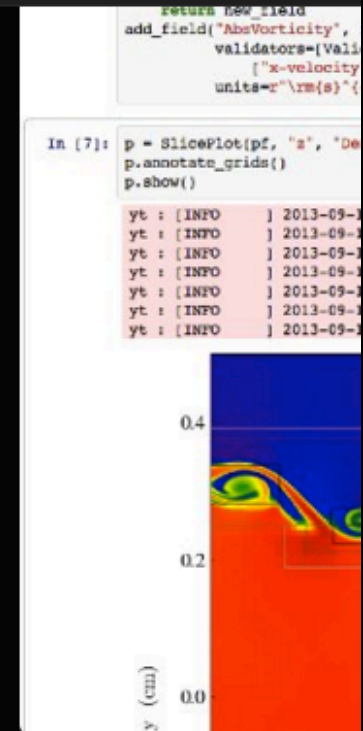 return new_field
add_field("AbsVorticity",
validators=[Vali
["x-velocity
units=r"\rm{s}^{
In [7]: p = SlicePlot(pf, "z", "De
p.annotate_grids()
p.show()
yt : [INFO ] 2013-09-1
yt : [INFO ] 2013-09-1
yt : [INFO ] 2013-09-1
yt : [INFO ] 2013-09-1
yt : [INFO ] 2013-09-1
yt : [INFO ] 2013-09-1
yt : [INFO ] 2013-09-1
0.4
0.2
0.0
y (cm)